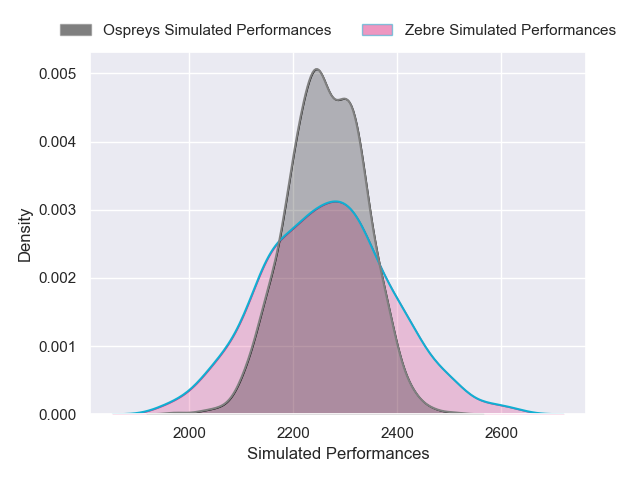 Ospreys Simulated Performances
Zebre Simulated Performances
0.005
0.004
0.003
0.002
0.001
0.000
Density
2000
2200
2400
2600
Simulated Performances